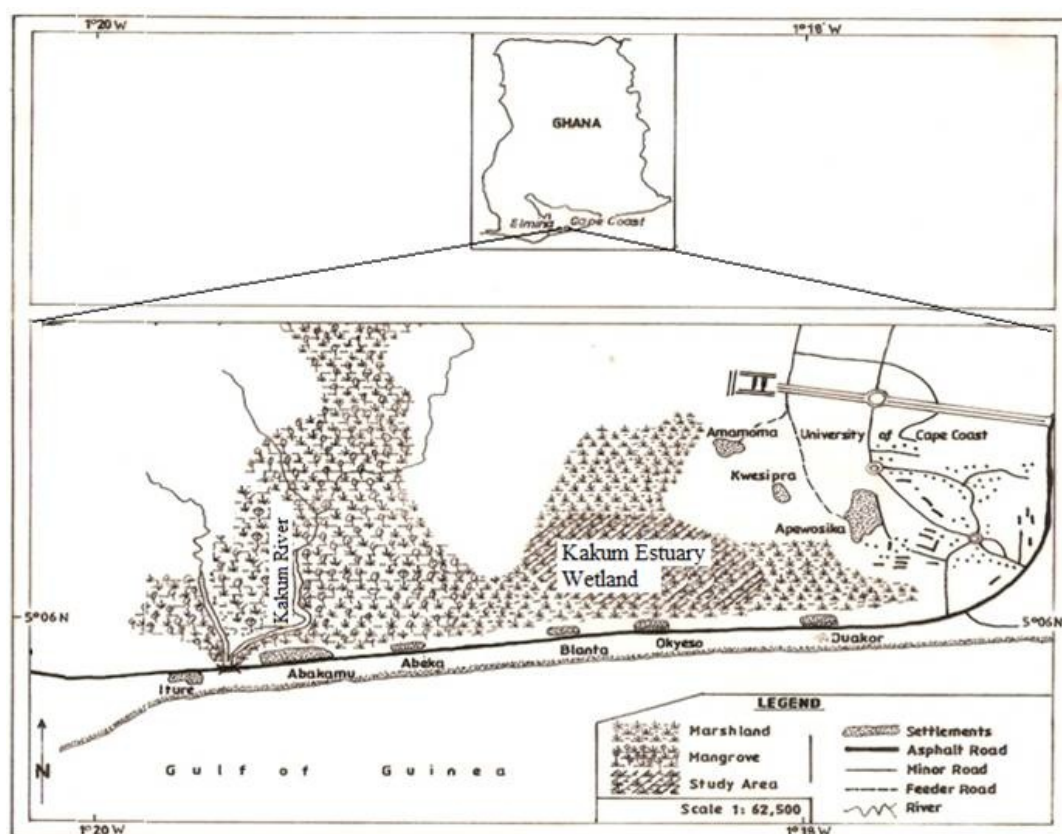 1°20 W
1°18' W
GHANA
Elmina
Cape Coast
Amamoma
University of Cape Coast
Kwesipra
Apewosika
Kakum River
Kakum Estuary
Wetland
5°06 N
5°06 N
Duakor
Okyeso
Blanta
Abeka
Abakamu
Iture
LEGEND
Marshland
Mangrove
Study Area
Scale 1: 62,500
Settlements
Asphalt Road
Minor Road
Feeder Road
River
N
Gulf of Guinea
1°20 W
1°18 W